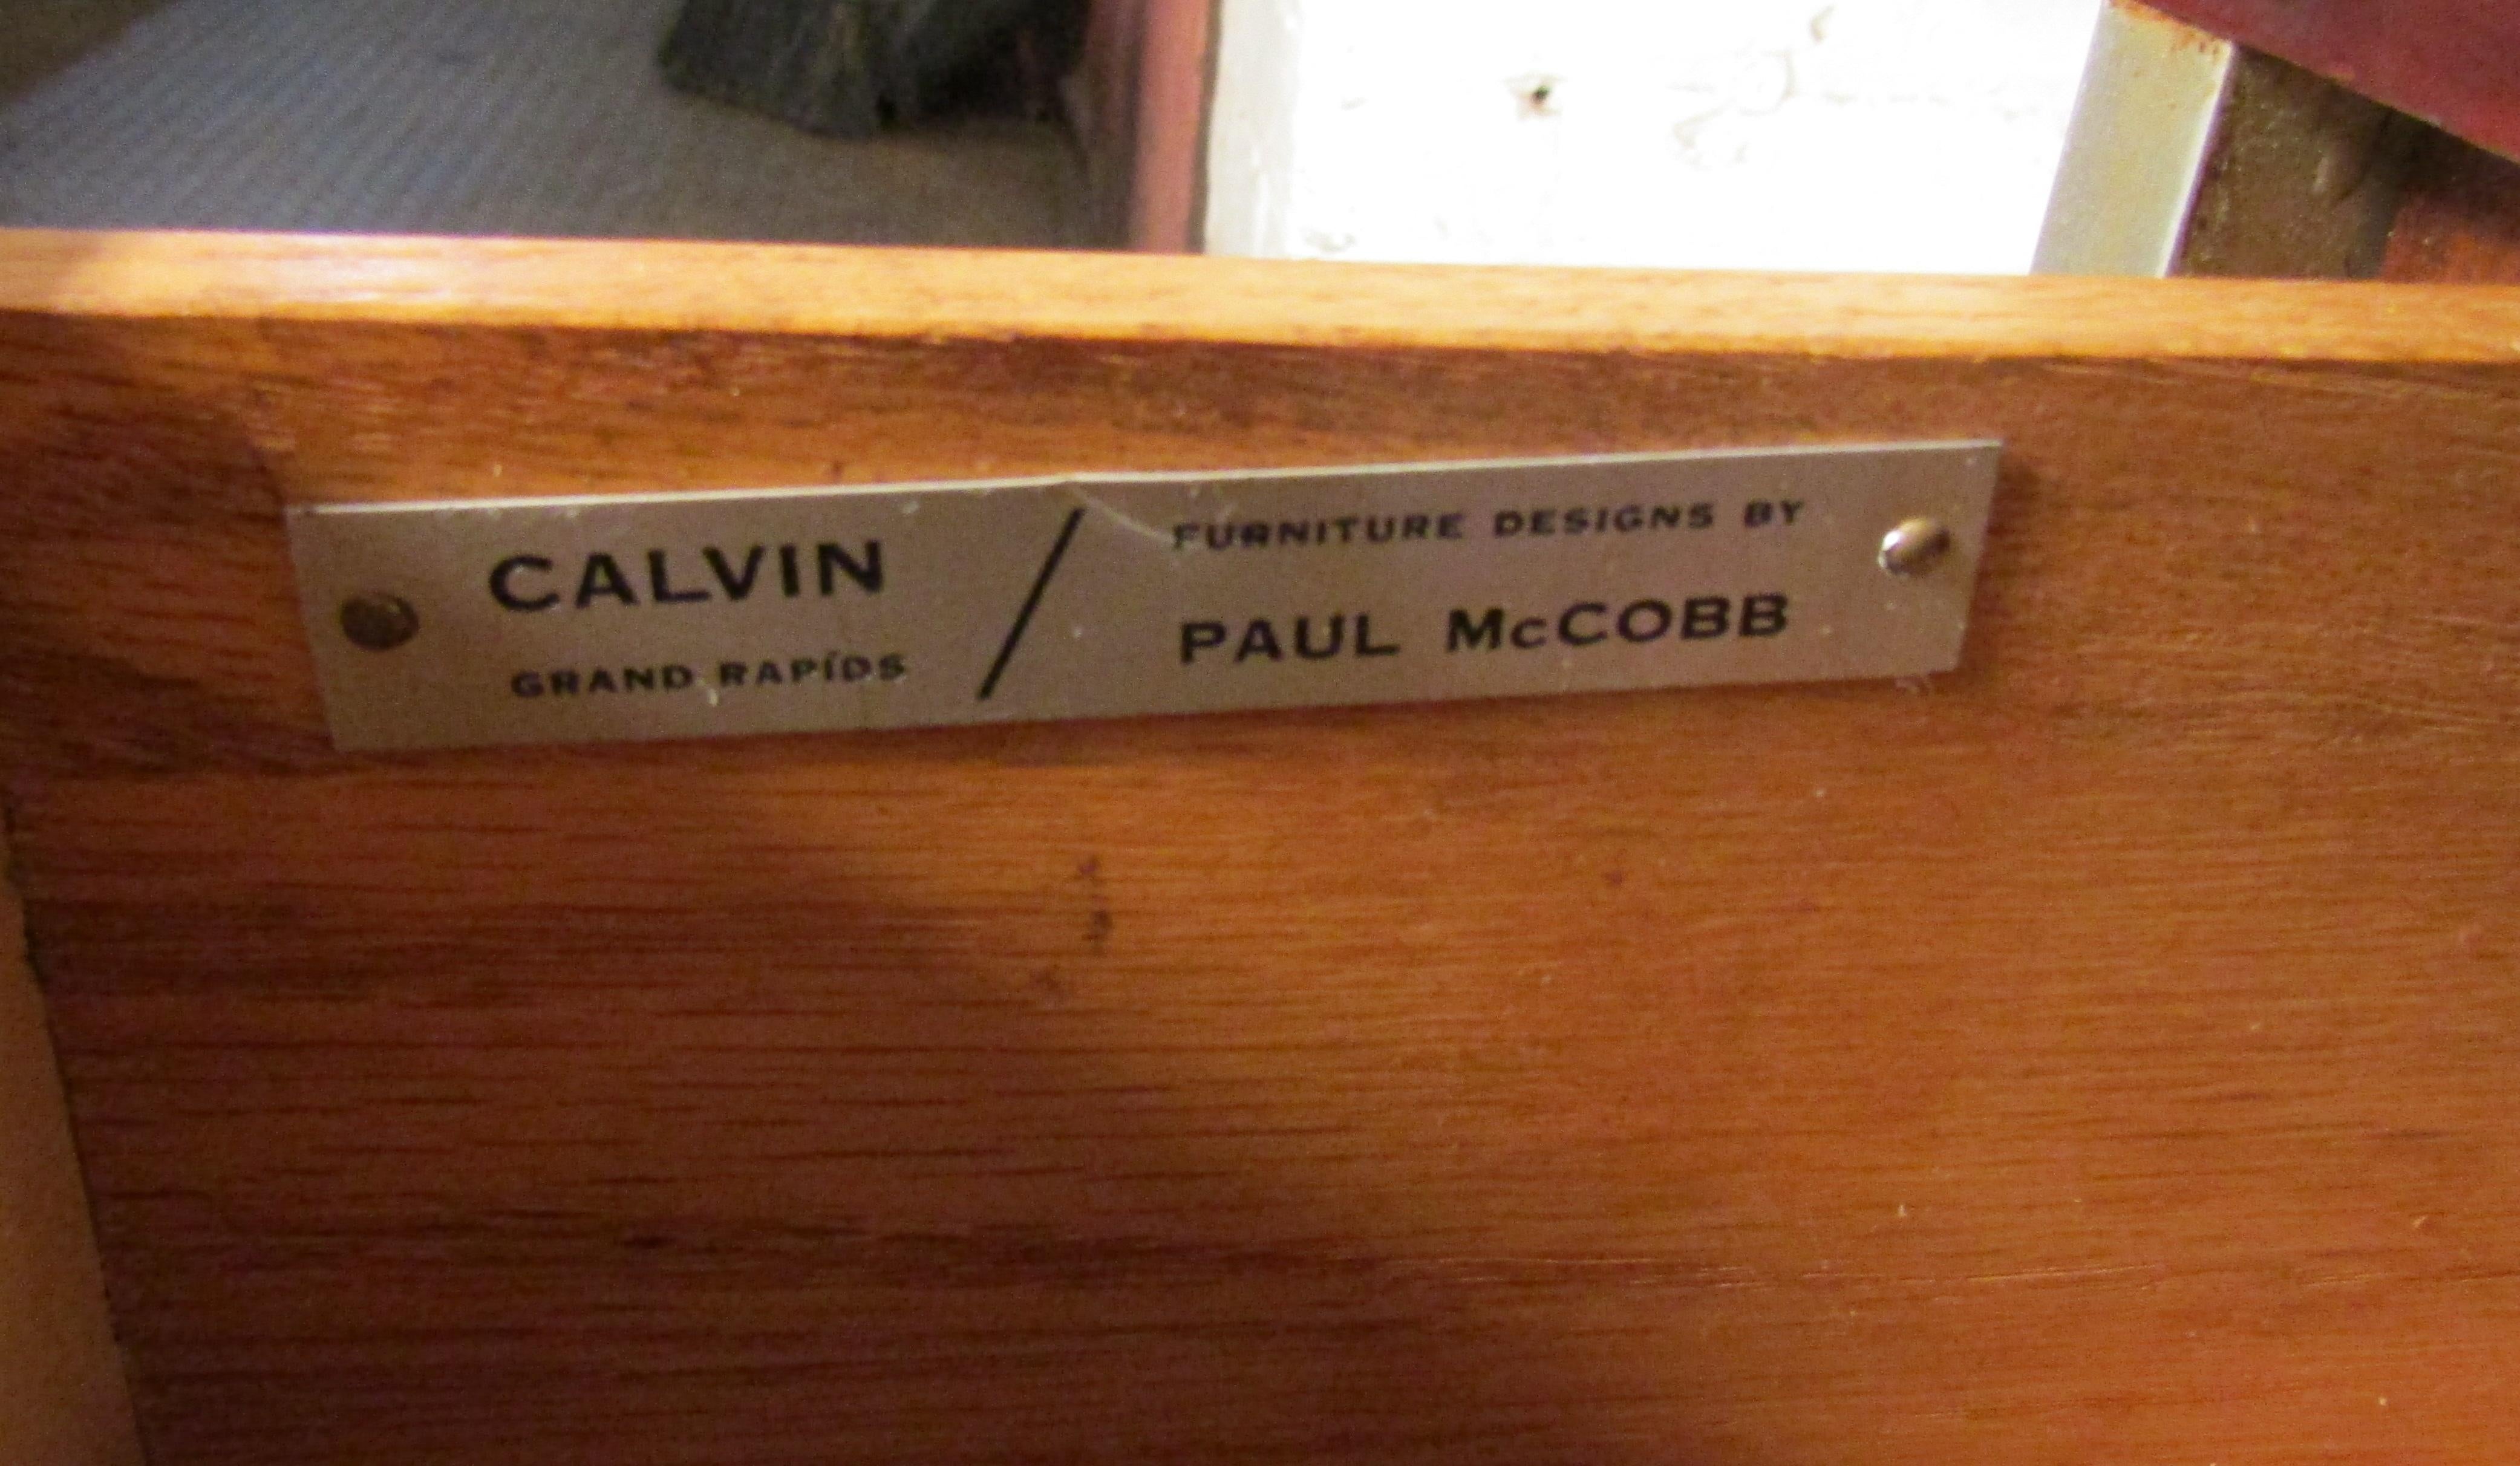 CALVIN
GRAND RAPIDS
/
FURNITURE DESIGNS BY
PAUL McCOBB